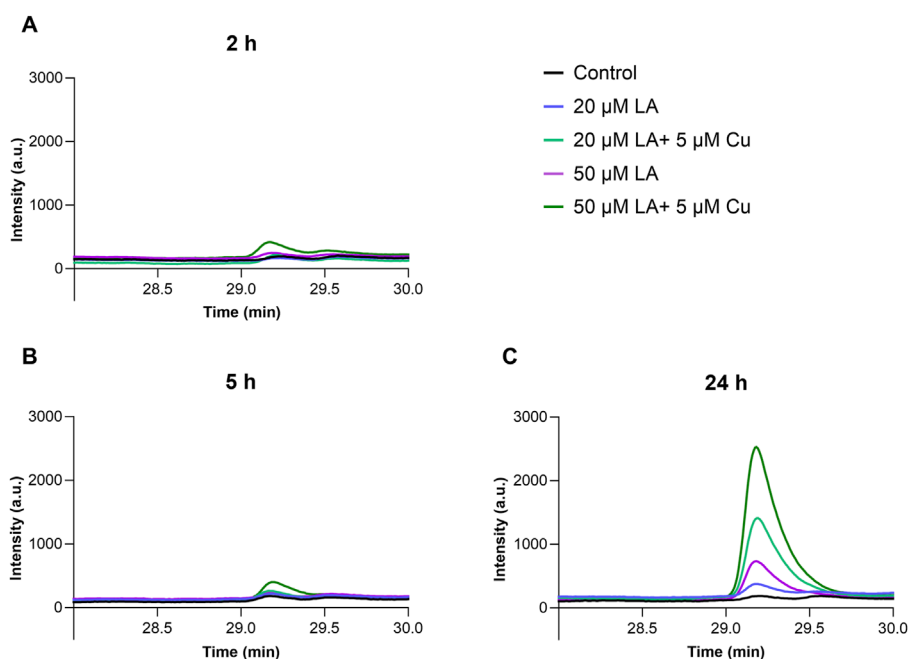 A
2 h
3000
2000
1000
0
Intensity (a.u.)
28.5 29.0 29.5 30.0
Time (min)
Control
20 µM LA
20 µM LA+ 5 µM Cu
50 µM LA
50 µM LA+ 5 µM Cu
B
5 h
3000
2000
1000
0
Intensity (a.u.)
28.5 29.0 29.5 30.0
Time (min)
C
24 h
3000
2000
1000
0
Intensity (a.u.)
28.5 29.0 29.5 30.0
Time (min)